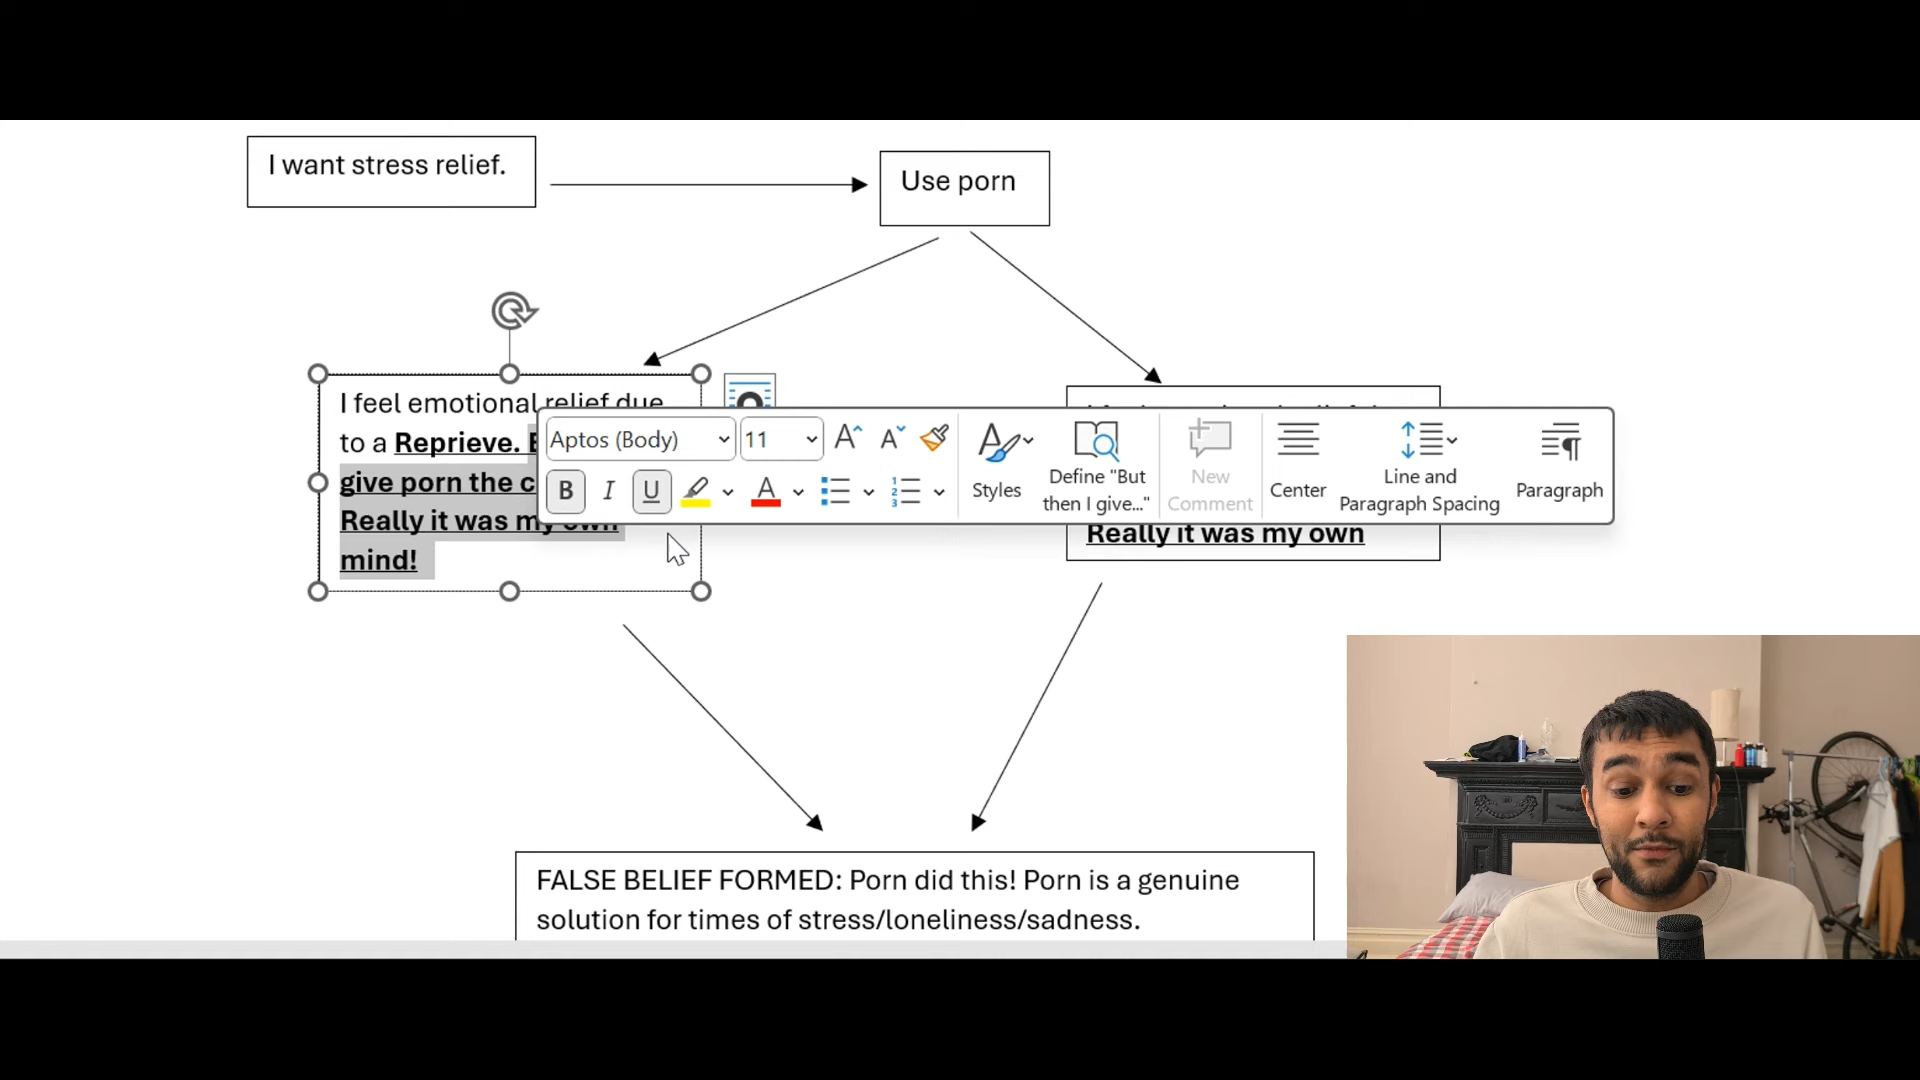 I want stress relief.
Use porn
I feel emotional relief due
to a Reprieve.
give porn the
Really it was my own
mind!
Aptos (Body)
11
B I U A
Styles
Define "But
then I give..."
New
Comment
Center
Line and
Paragraph Spacing
Paragraph
Really it was my own
FALSE BELIEF FORMED: Porn did this! Porn is a genuine
solution for times of stress/loneliness/sadness.